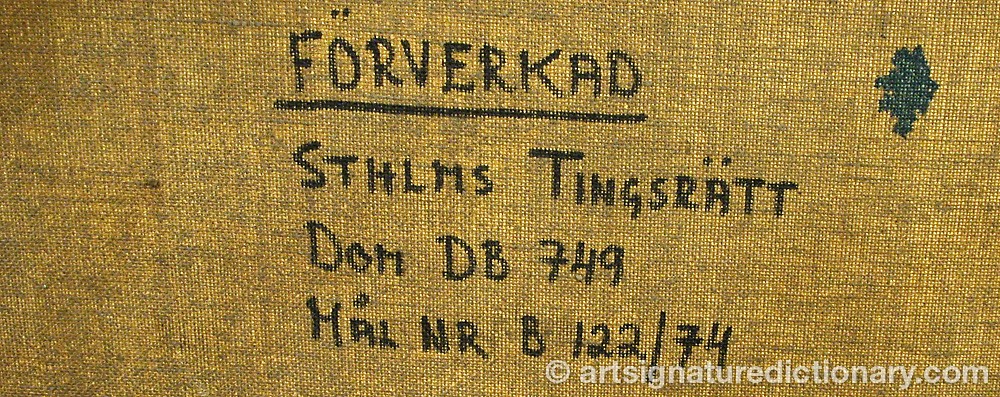 FÖRVERKAD
STHLMS TINGSRÄTT
DOM DB 749
MÅL NR B 122/74
© artsignaturedictionary.com